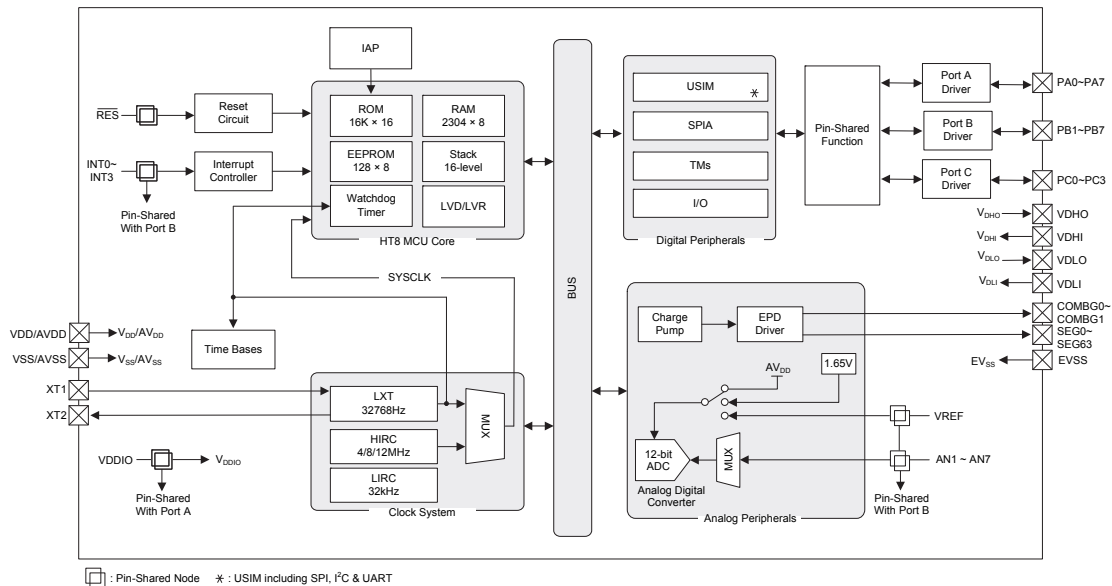 IAP
RES
Reset
Circuit
INT0~
INT3
Interrupt
Controller
Pin-Shared
With Port B
ROM
16K × 16
RAM
2304 × 8
EEPROM
128 × 8
Stack
16-level
Watchdog
Timer
LVD/LVR
HT8 MCU Core
SYSCLK
Time Bases
VDD/AVDD
VDD/AVDD
VSS/AVSS
VSS/AVSS
XT1
XT2
LXT
32768Hz
HIRC
4/8/12MHz
LIRC
32kHz
MUX
Clock System
VDDIO
VDDIO
Pin-Shared
With Port A
BUS
USIM
*
SPIA
TMs
I/O
Digital Peripherals
Pin-Shared
Function
Port A
Driver
Port B
Driver
Port C
Driver
PA0~PA7
PB1~PB7
PC0~PC3
VDHO
VDHO
VDHI
VDHI
VDLO
VDLO
VDLI
VDLI
COMBG0~
COMBG1
SEG0~
SEG63
EVSS
EVSS
Charge
Pump
EPD
Driver
AVDD
1.65V
VREF
12-bit
ADC
MUX
AN1 ~ AN7
Analog Digital
Converter
Analog Peripherals
Pin-Shared
With Port B
: Pin-Shared Node
* : USIM including SPI, I²C & UART